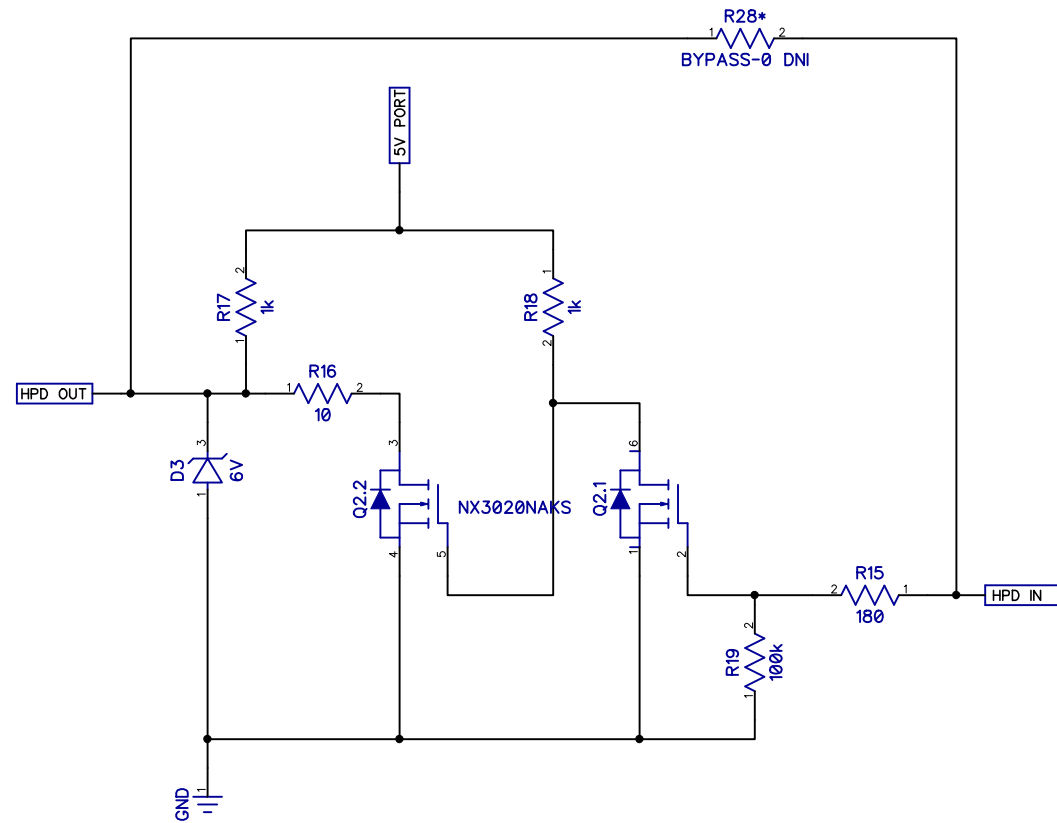 R28*
1
2
BYPASS-0 DNI
5V PORT
2
R17
1k
1
1
R18
1k
2
R16
1
2
10
HPD OUT
3
D3
6V
1
3
Q2.2
4
5
NX3020NAKS
6
Q2.1
1
2
R15
2
1
180
HPD IN
2
R19
100k
1
1
GND